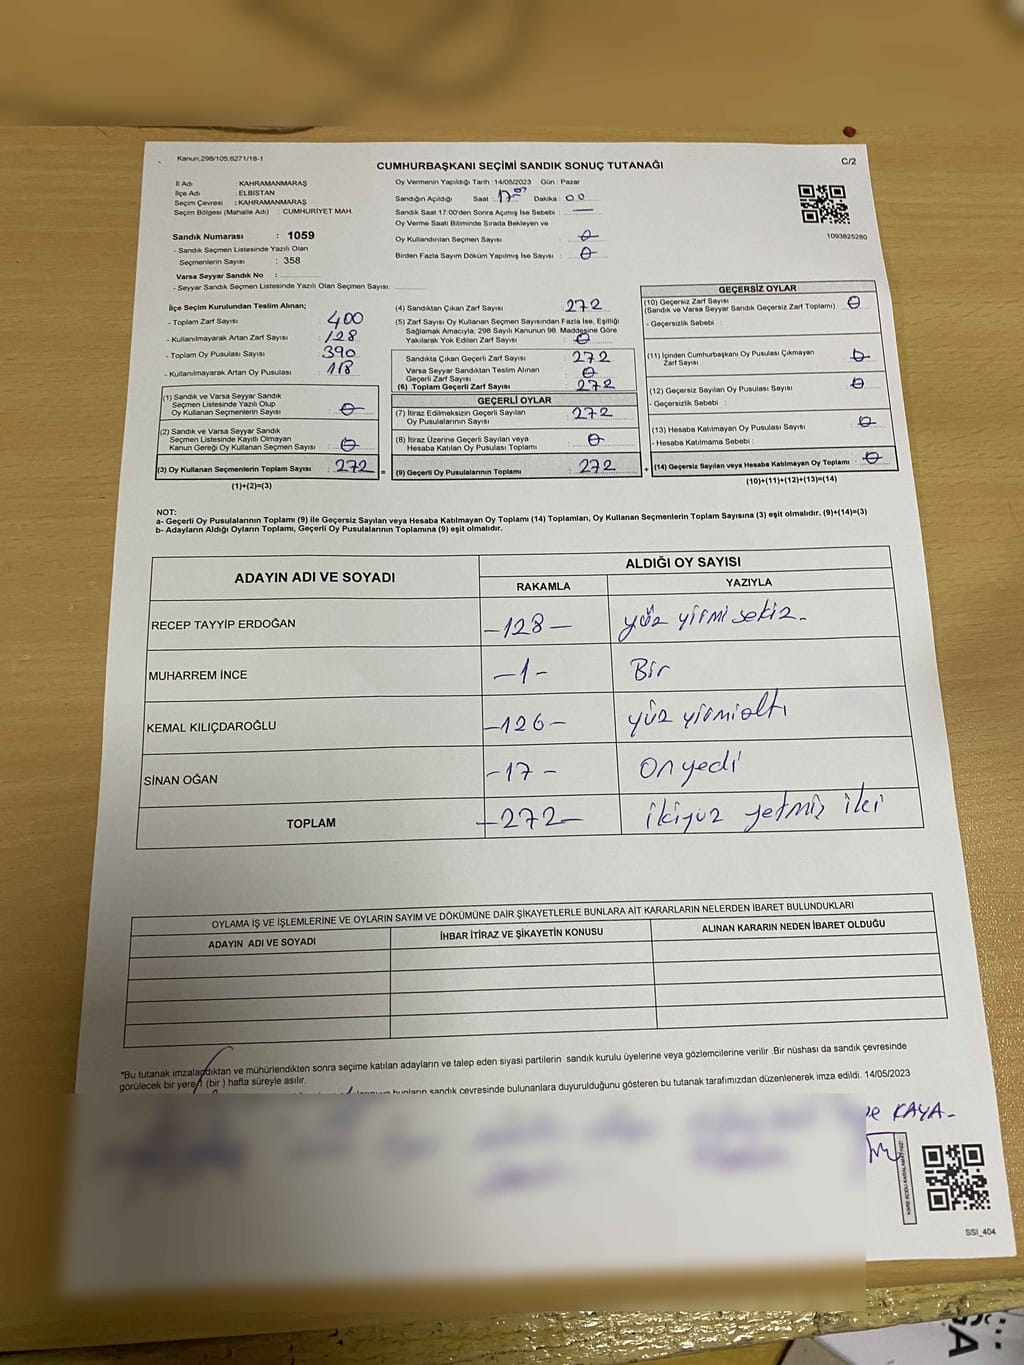 Kanun,298/105;6271/18-1
CUMHURBAŞKANI SEÇİMİ SANDIK SONUÇ TUTANAĞI
C/2
İl Adı : KAHRAMANMARAŞ
İlçe Adı : ELBİSTAN
Seçim Çevresi : KAHRAMANMARAŞ
Seçim Bölgesi (Mahalle Adı) : CUMHURİYET MAH.
Sandık Numarası : 1059
- Sandık Seçmen Listesinde Yazılı Olan
Seçmenlerin Sayısı : 358
Varsa Seyyar Sandık No :
- Seyyar Sandık Seçmen Listesinde Yazılı Olan Seçmen Sayısı:
Oy Vermenin Yapıldığı Tarih : 14/05/2023 Gün : Pazar
Sandığın Açıldığı Saat : 17 00 Dakika : 00
Sandık Saat 17:00'den Sonra Açımış İse Sebebi : —
Oy Verme Saati Bitiminde Sırada Bekleyen ve
Oy Kullandırılan Seçmen Sayısı : 0
Birden Fazla Sayım Döküm Yapılmış İse Sayısı : 0
1093825260
İlçe Seçim Kurulundan Teslim Alınan;
- Toplam Zarf Sayısı : 400
- Kullanılmayarak Artan Zarf Sayısı : 128
- Toplam Oy Pusulası Sayısı : 390
- Kullanılmayarak Artan Oy Pusulası : 118
(1) Sandık ve Varsa Seyyar Sandık
Seçmen Listesinde Yazılı Olup
Oy Kullanan Seçmenlerin Sayısı : 0
(2) Sandık ve Varsa Seyyar Sandık
Seçmen Listesinde Kayıtlı Olmayan
Kanun Gereği Oy Kullanan Seçmen Sayısı : 0
(3) Oy Kullanan Seçmenlerin Toplam Sayısı : 272 =
(1)+(2)=(3)
(4) Sandıktan Çıkan Zarf Sayısı : 272
(5) Zarf Sayısı Oy Kullanan Seçmen Sayısından Fazla İse, Eşitliği
Sağlamak Amacıyla; 298 Sayılı Kanunun 98. Maddesine Göre
Yakılarak Yok Edilen Zarf Sayısı : 0
Sandıkta Çıkan Geçerli Zarf Sayısı : 272
Varsa Seyyar Sandıktan Teslim Alınan
Geçerli Zarf Sayısı : 0
(6) Toplam Geçerli Zarf Sayısı : 272
GEÇERLİ OYLAR
(7) İtiraz Edilmeksizin Geçerli Sayılan
Oy Pusulalarının Sayısı : 272
(8) İtiraz Üzerine Geçerli Sayılan veya
Hesaba Katılan Oy Pusulası Toplamı : 0
(9) Geçerli Oy Pusulalarının Toplamı : 272 +
GEÇERSİZ OYLAR
(10) Geçersiz Zarf Sayısı
(Sandık ve Varsa Seyyar Sandık Geçersiz Zarf Toplamı) : 0
- Geçersizlik Sebebi :
(11) İçinden Cumhurbaşkanı Oy Pusulası Çıkmayan
Zarf Sayısı : 0
(12) Geçersiz Sayılan Oy Pusulası Sayısı : 0
- Geçersizlik Sebebi :
(13) Hesaba Katılmayan Oy Pusulası Sayısı : 0
- Hesaba Katılmama Sebebi :
(14) Geçersiz Sayılan veya Hesaba Katılmayan Oy Toplamı : 0
(10)+(11)+(12)+(13)=(14)
NOT:
a- Geçerli Oy Pusulalarının Toplamı (9) ile Geçersiz Sayılan veya Hesaba Katılmayan Oy Toplamı (14) Toplamları, Oy Kullanan Seçmenlerin Toplam Sayısına (3) eşit olmalıdır. (9)+(14)=(3)
b- Adayların Aldığı Oyların Toplamı, Geçerli Oy Pusulalarının Toplamına (9) eşit olmalıdır.
ADAYIN ADI VE SOYADI
ALDIĞI OY SAYISI
RAKAMLA YAZIYLA
RECEP TAYYİP ERDOĞAN -128- yüz yirmi sekiz.
MUHARREM İNCE -1- Bir
KEMAL KILIÇDAROĞLU -126- yüz yirmialtı
SİNAN OĞAN -17- On yedi
TOPLAM -272- ikiyüz yetmiş iki
OYLAMA İŞ VE İŞLEMLERİNE VE OYLARIN SAYIM VE DÖKÜMÜNE DAİR ŞİKAYETLERLE BUNLARA AİT KARARLARIN NELERDEN İBARET BULUNDUKLARI
ADAYIN ADI VE SOYADI İHBAR İTİRAZ VE ŞİKAYETİN KONUSU ALINAN KARARIN NEDEN İBARET OLDUĞU
*Bu tutanak imzalandıktan ve mühürlendikten sonra seçime katılan adayların ve talep eden siyasi partilerin sandık kurulu üyelerine veya gözlemcilerine verilir .Bir nüshası da sandık çevresinde
görülecek bir yere 1 (bir ) hafta süreyle asılır.
bunların sandık çevresinde bulunanlara duyurulduğunu gösteren bu tutanak tarafımızdan düzenlenerek imza edildi. 14/05/2023
KAYA-
SSI_404